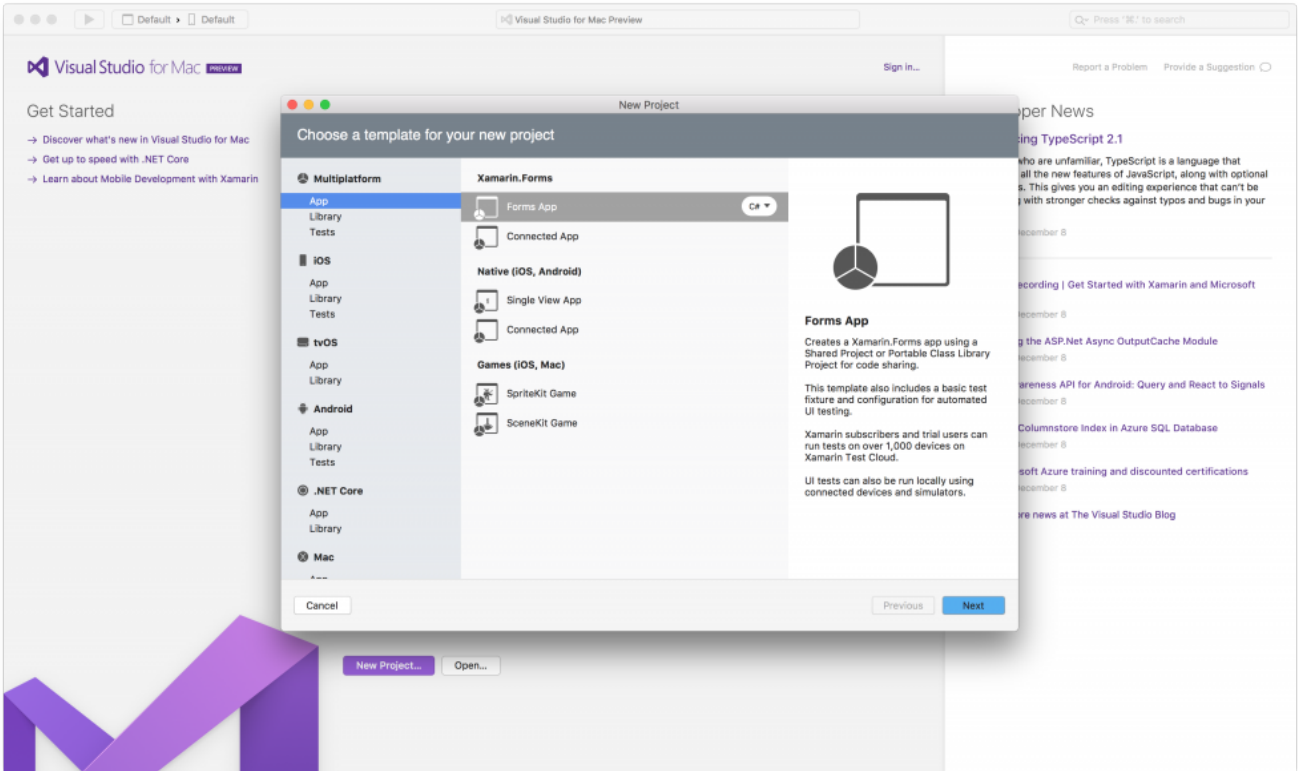 Default › Default
Visual Studio for Mac Preview
Press '⌘.' to search
Visual Studio for Mac PREVIEW
Sign in...
Report a Problem Provide a Suggestion
Get Started
→ Discover what's new in Visual Studio for Mac
→ Get up to speed with .NET Core
→ Learn about Mobile Development with Xamarin
New Project
Choose a template for your new project
Multiplatform
App
Library
Tests
iOS
App
Library
Tests
tvOS
App
Library
Android
App
Library
Tests
.NET Core
App
Library
Mac
App
Xamarin.Forms
Forms App C#
Connected App
Native (iOS, Android)
Single View App
Connected App
Games (iOS, Mac)
SpriteKit Game
SceneKit Game
Forms App
Creates a Xamarin.Forms app using a
Shared Project or Portable Class Library
Project for code sharing.
This template also includes a basic test
fixture and configuration for automated
UI testing.
Xamarin subscribers and trial users can
run tests on over 1,000 devices on
Xamarin Test Cloud.
UI tests can also be run locally using
connected devices and simulators.
Cancel
Previous
Next
New Project...
Open...
oper News
cing TypeScript 2.1
who are unfamiliar, TypeScript is a language that
all the new features of JavaScript, along with optional
s. This gives you an editing experience that can't be
g with stronger checks against typos and bugs in your
ecember 8
ecording | Get Started with Xamarin and Microsoft
ecember 8
g the ASP.Net Async OutputCache Module
ecember 8
areness API for Android: Query and React to Signals
ecember 8
Columnstore Index in Azure SQL Database
ecember 8
soft Azure training and discounted certifications
ecember 8
re news at The Visual Studio Blog